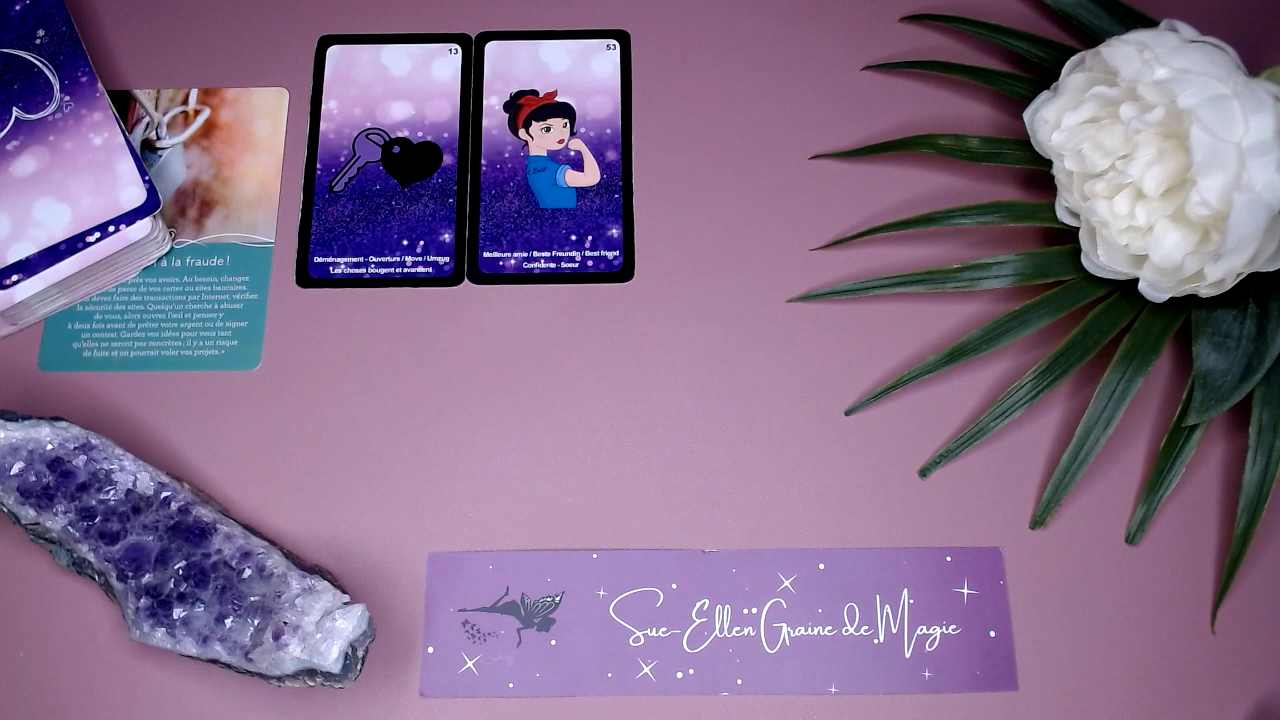 13
Déménagement - Ouverture / Move / Umzug
Les choses bougent et avancent
53
Best
Meilleure amie / Beste Freundin / Best friend
Confidente - Soeur
à la fraude !
près vos avoirs. Au besoin, changez
de passe de vos cartes ou sites bancaires.
devez faire des transactions par Internet, vérifiez
la sécurité des sites. Quelqu'un cherche à abuser
de vous, alors ouvrez l'œil et pensez-y
à deux fois avant de prêter votre argent ou de signer
un contrat. Gardez vos idées pour vous tant
qu'elles ne seront pas concrètes ; il y a un risque
de fuite et on pourrait voler vos projets. »
Sue-Ellen Graine de Magie